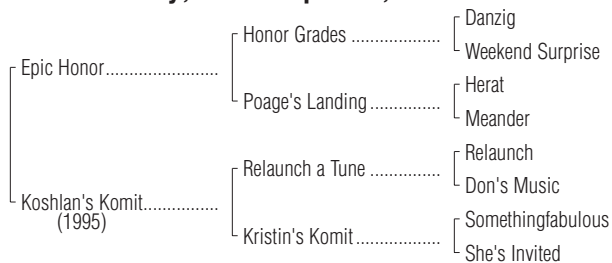 Danzig
Honor Grades ...................
Weekend Surprise
Epic Honor........................
Herat
Poage's Landing ...............
Meander
Relaunch
Relaunch a Tune ...............
Don's Music
Koshlan's Komit................
(1995)
Somethingfabulous
Kristin's Komit..................
She's Invited